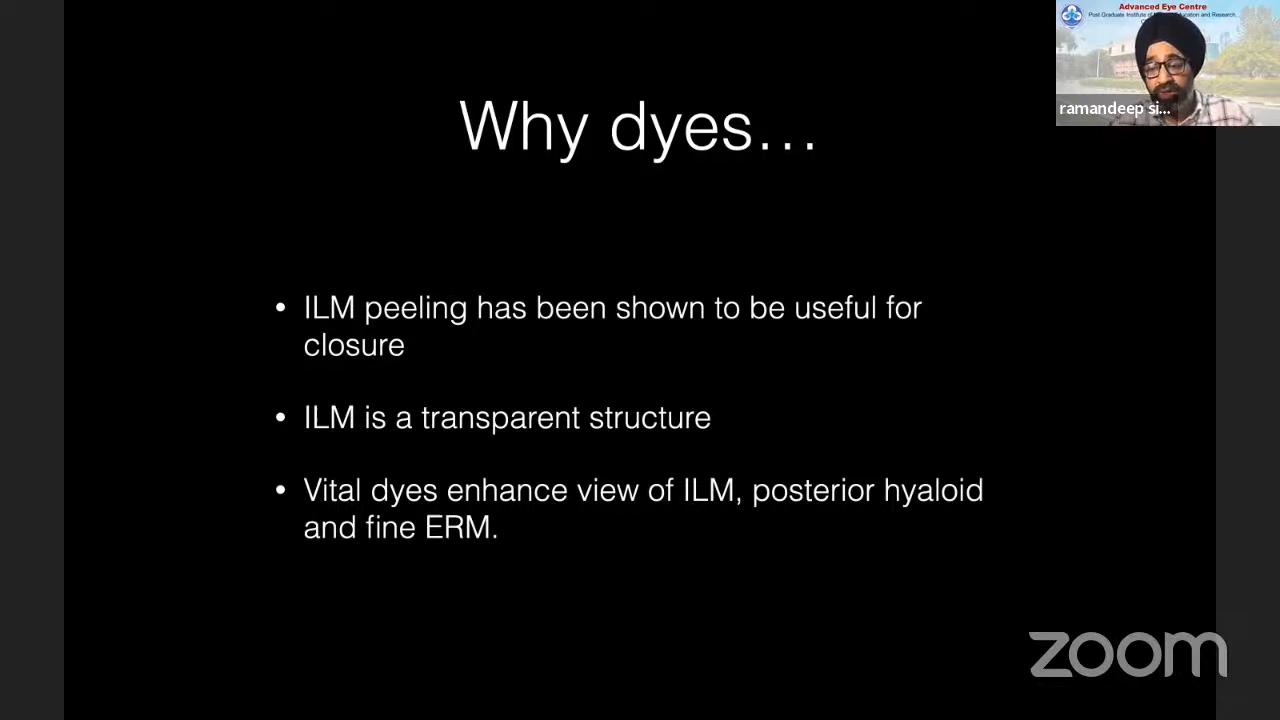 Advanced Eye Centre
Post Graduate Institute of Education and Research,
ramandeep si...
Why dyes...
• ILM peeling has been shown to be useful for
closure
• ILM is a transparent structure
• Vital dyes enhance view of ILM, posterior hyaloid
and fine ERM.
zoom